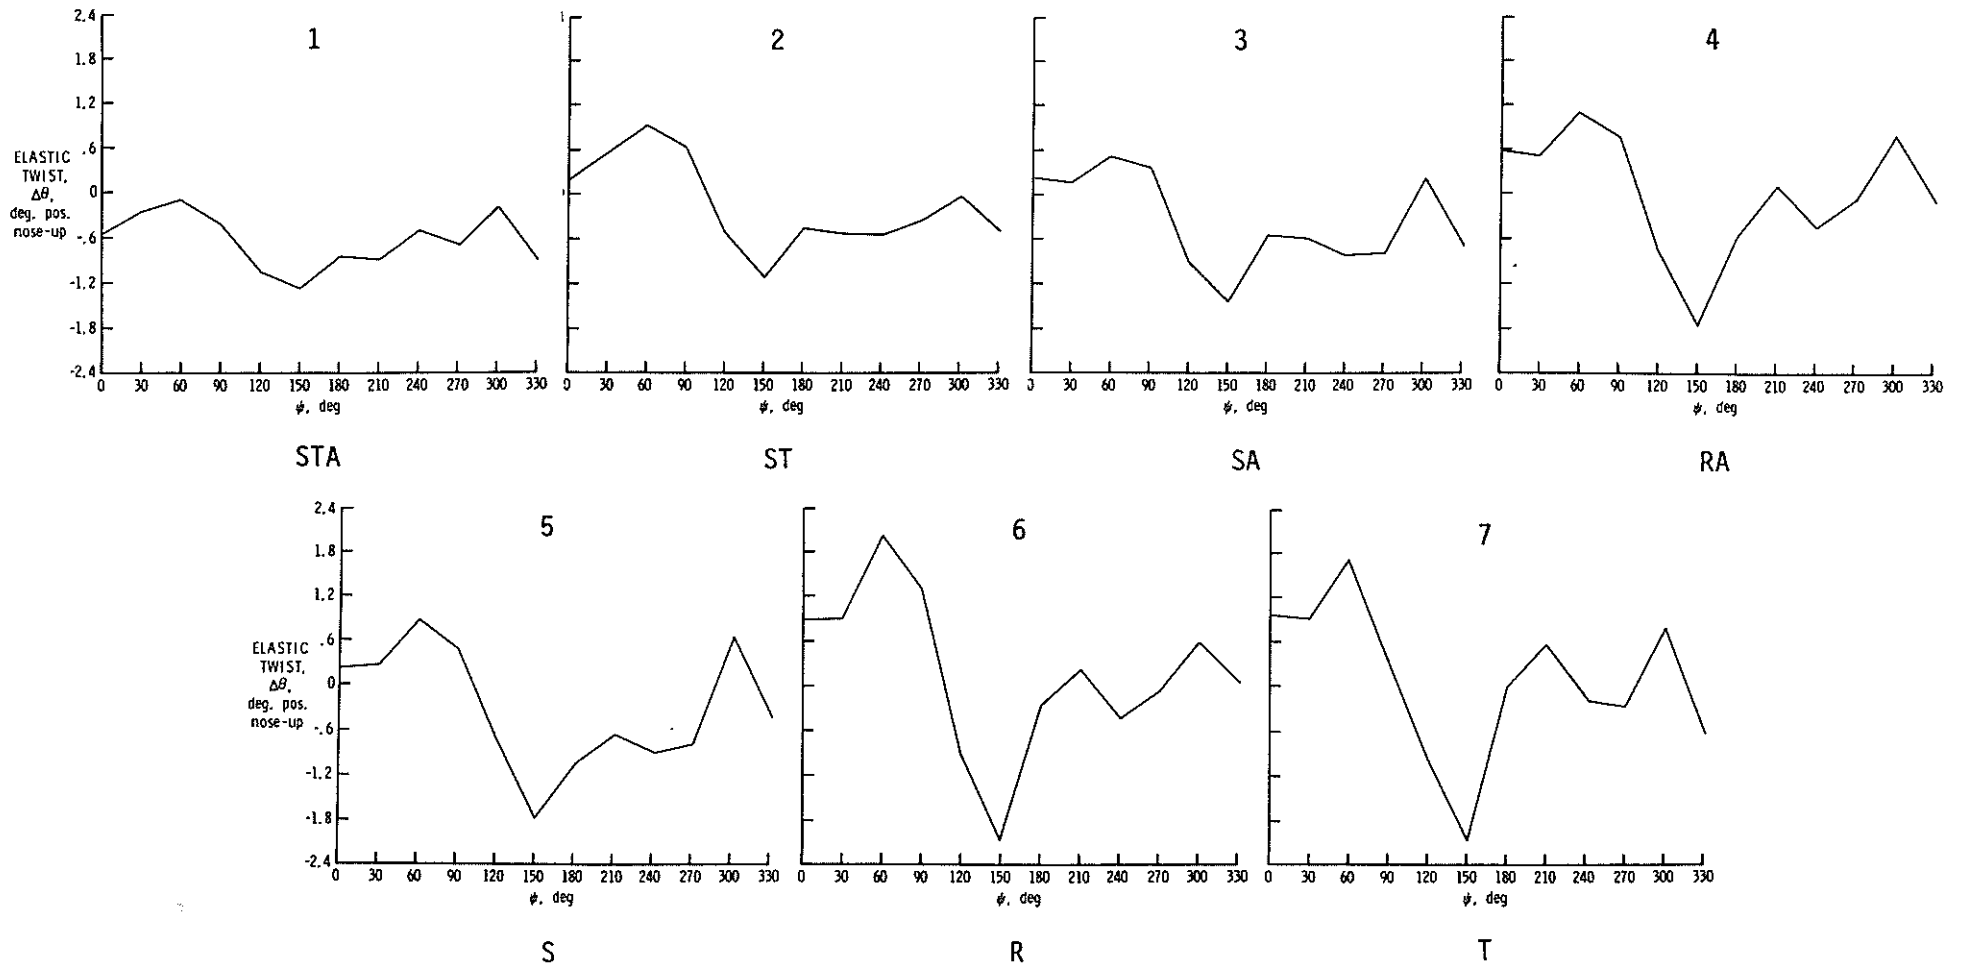 1 2 3 4
2.4
1.8
1.2
.6
0
-.6
-1.2
-1.8
-2.4
ELASTIC
TWIST,
Δθ,
deg. pos.
nose-up
0 30 60 90 120 150 180 210 240 270 300 330
ψ, deg
0 30 60 90 120 150 180 210 240 270 300 330
ψ, deg
0 30 60 90 120 150 180 210 240 270 300 330
ψ, deg
0 30 60 90 120 150 180 210 240 270 300 330
ψ, deg
STA ST SA RA
5 6 7
2.4
1.8
1.2
.6
0
-.6
-1.2
-1.8
-2.4
ELASTIC
TWIST,
Δθ,
deg. pos.
nose-up
0 30 60 90 120 150 180 210 240 270 300 330
ψ, deg
0 30 60 90 120 150 180 210 240 270 300 330
ψ, deg
0 30 60 90 120 150 180 210 240 270 300 330
ψ, deg
S R T